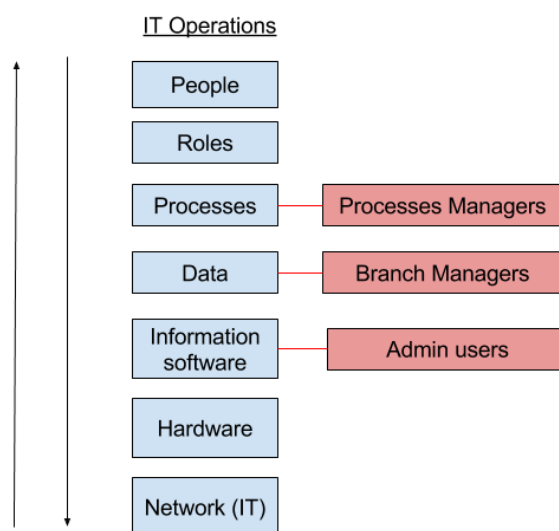 IT Operations
People
Roles
Processes
Processes Managers
Data
Branch Managers
Information
software
Admin users
Hardware
Network (IT)